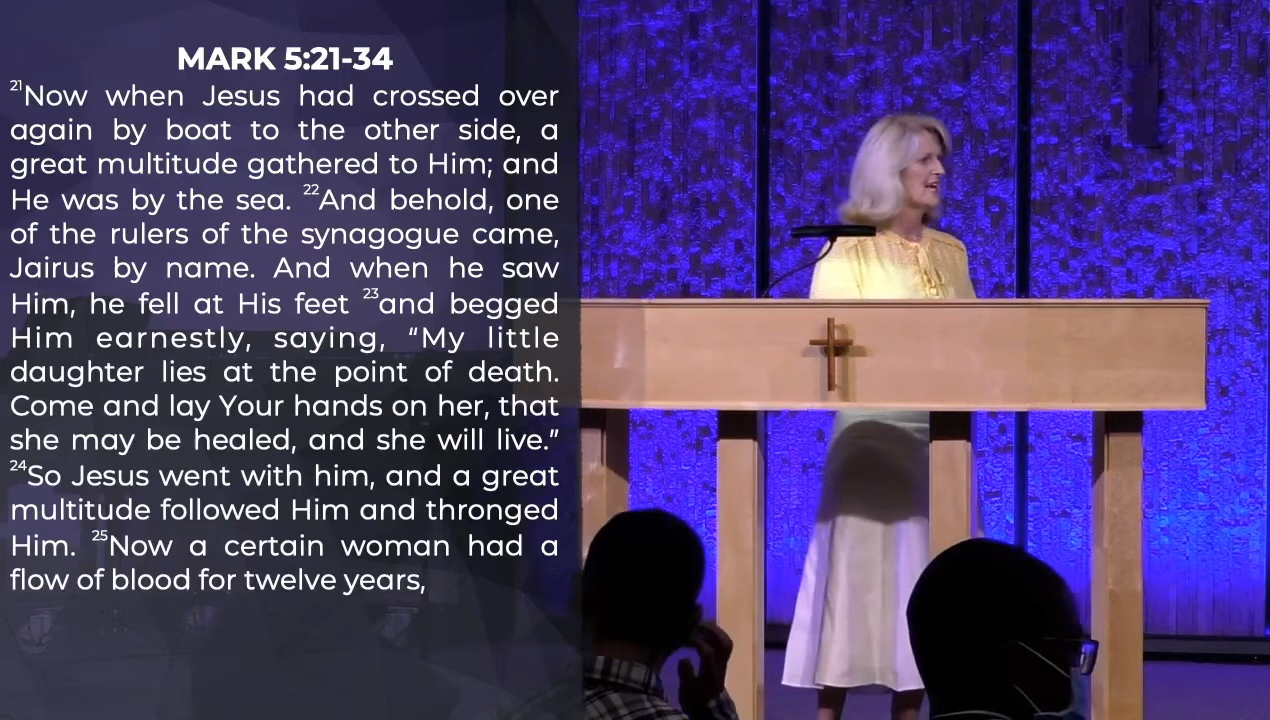 MARK 5:21-34
21Now when Jesus had crossed over
again by boat to the other side, a
great multitude gathered to Him; and
He was by the sea. 22And behold, one
of the rulers of the synagogue came,
Jairus by name. And when he saw
Him, he fell at His feet 23and begged
Him earnestly, saying, “My little
daughter lies at the point of death.
Come and lay Your hands on her, that
she may be healed, and she will live.”
24So Jesus went with him, and a great
multitude followed Him and thronged
Him. 25Now a certain woman had a
flow of blood for twelve years,